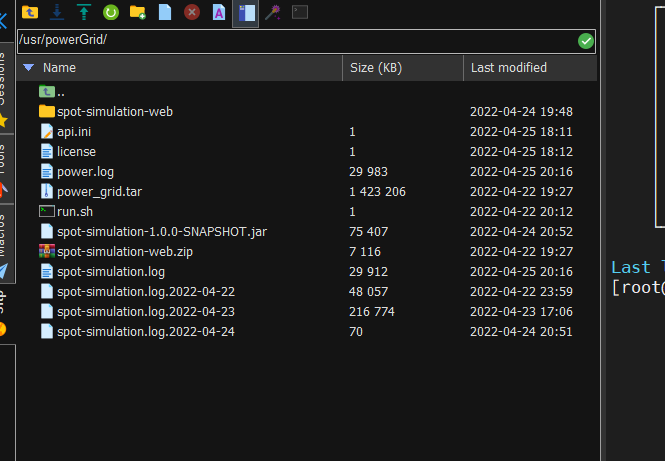 /usr/powerGrid/
Name Size (KB) Last modified
..
spot-simulation-web 2022-04-24 19:48
api.ini 1 2022-04-25 18:11
license 1 2022-04-25 18:12
power.log 29 983 2022-04-25 20:16
power_grid.tar 1 423 206 2022-04-22 19:27
run.sh 1 2022-04-22 20:12
spot-simulation-1.0.0-SNAPSHOT.jar 75 407 2022-04-24 20:52
spot-simulation-web.zip 7 116 2022-04-22 19:27
spot-simulation.log 29 912 2022-04-25 20:16
spot-simulation.log.2022-04-22 48 057 2022-04-22 23:59
spot-simulation.log.2022-04-23 216 774 2022-04-23 17:06
spot-simulation.log.2022-04-24 70 2022-04-24 20:51
Sessions
Tools
Macros
Last
[root@